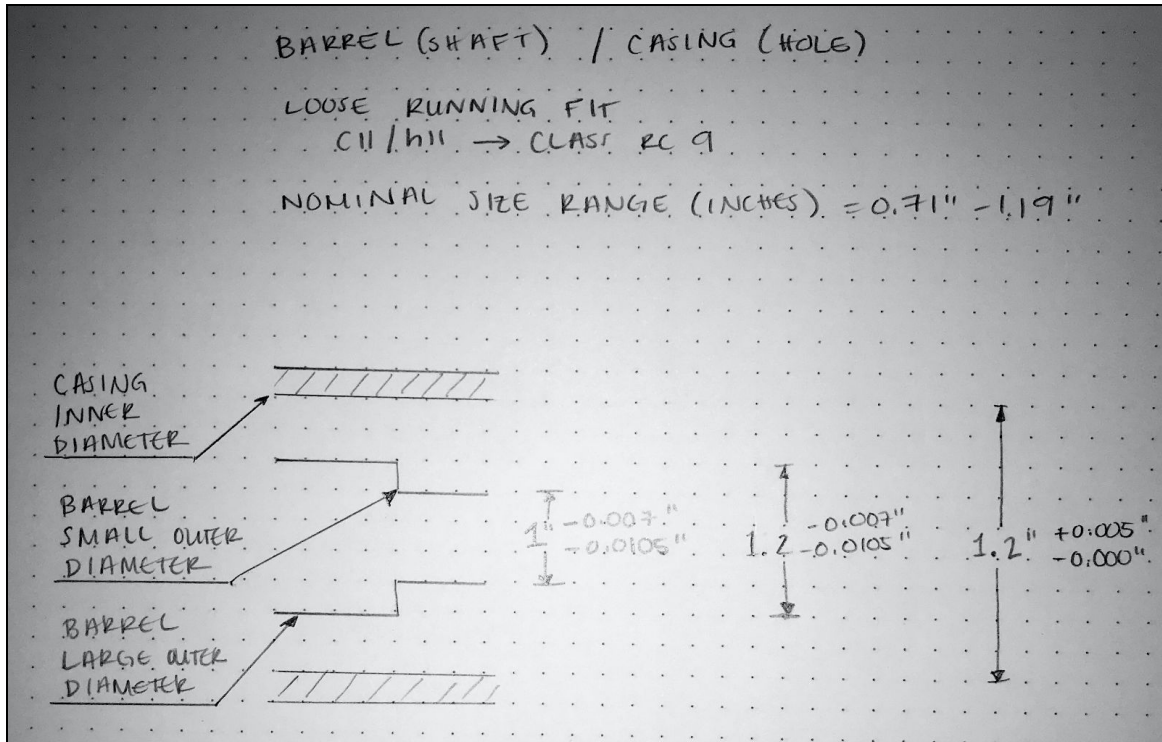 BARREL (SHAFT) / CASING (HOLE)
LOOSE RUNNING FIT
C11/h11 → CLASS RC 9
NOMINAL SIZE RANGE (INCHES) = 0.71" - 1.19"
CASING
INNER
DIAMETER
BARREL
SMALL OUTER
DIAMETER
BARREL
LARGE OUTER
DIAMETER
1" -0.007"
-0.0105"
1.2 -0.007"
-0.0105"
1.2" +0.005"
-0.000"